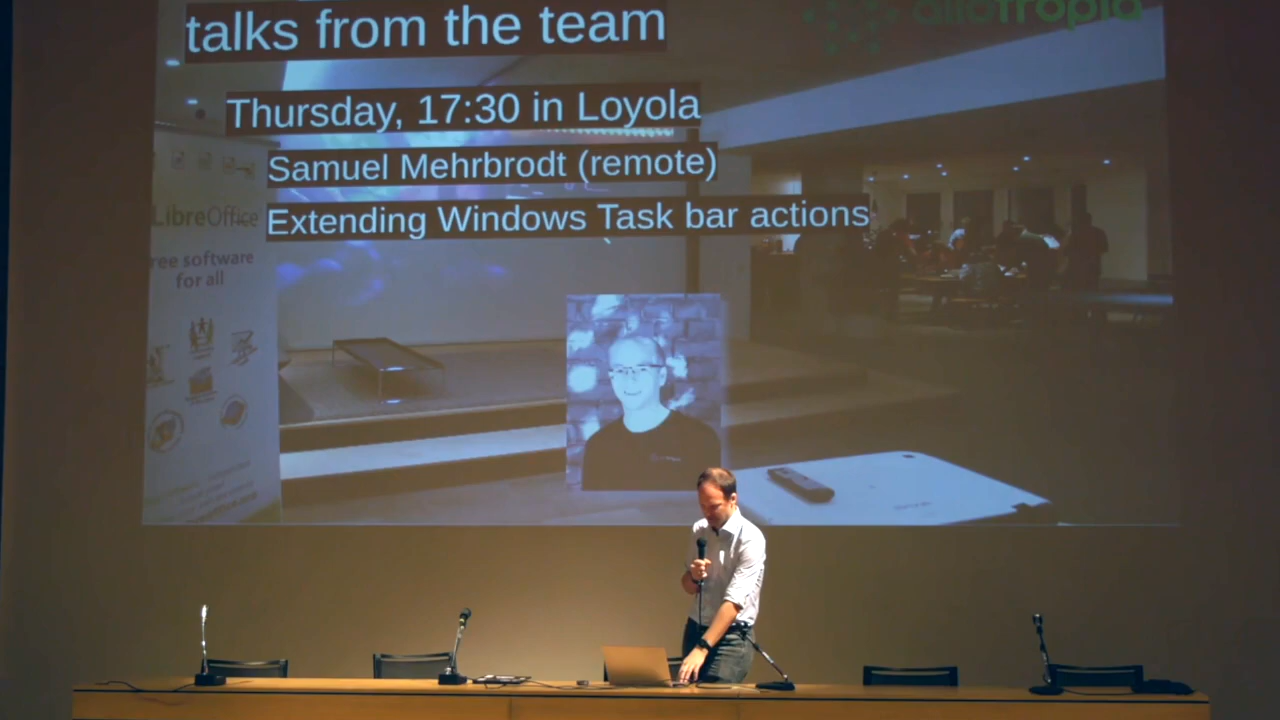 talks from the team
allotropia
Thursday, 17:30 in Loyola
Samuel Mehrbrodt (remote)
Extending Windows Task bar actions
LibreOffice
ree software
for all